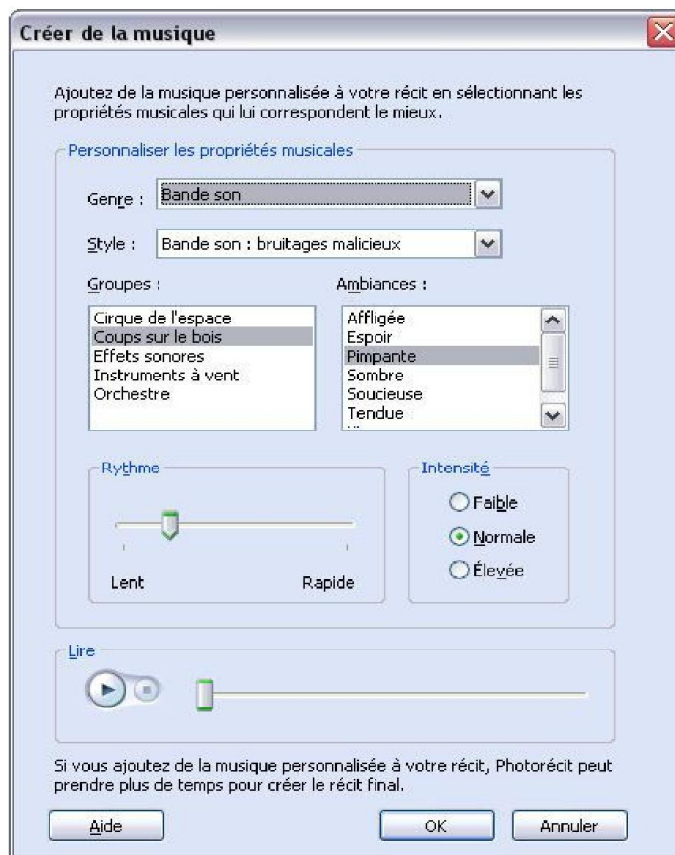 Créer de la musique
Ajoutez de la musique personnalisée à votre récit en sélectionnant les
propriétés musicales qui lui correspondent le mieux.
Personnaliser les propriétés musicales
Genre : Bande son
Style : Bande son : bruitages malicieux
Groupes :
Cirque de l'espace
Coups sur le bois
Effets sonores
Instruments à vent
Orchestre
Ambiances :
Affligée
Espoir
Pimpante
Sombre
Soucieuse
Tendue
Rythme
Lent Rapide
Intensité
Faible
Normale
Élevée
Lire
Si vous ajoutez de la musique personnalisée à votre récit, Photorécit peut
prendre plus de temps pour créer le récit final.
Aide OK Annuler